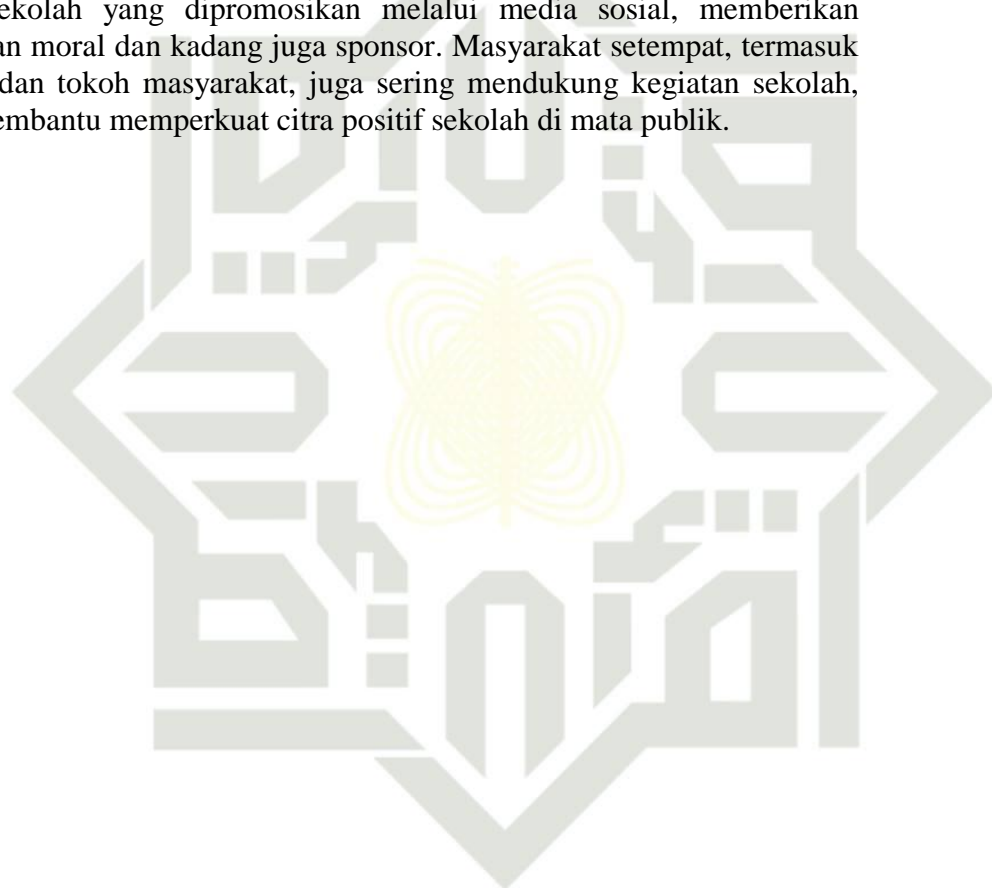 ekolah yang dipromosikan melalui media sosial, memberikan
an moral dan kadang juga sponsor. Masyarakat setempat, termasuk
dan tokoh masyarakat, juga sering mendukung kegiatan sekolah,
embantu memperkuat citra positif sekolah di mata publik.